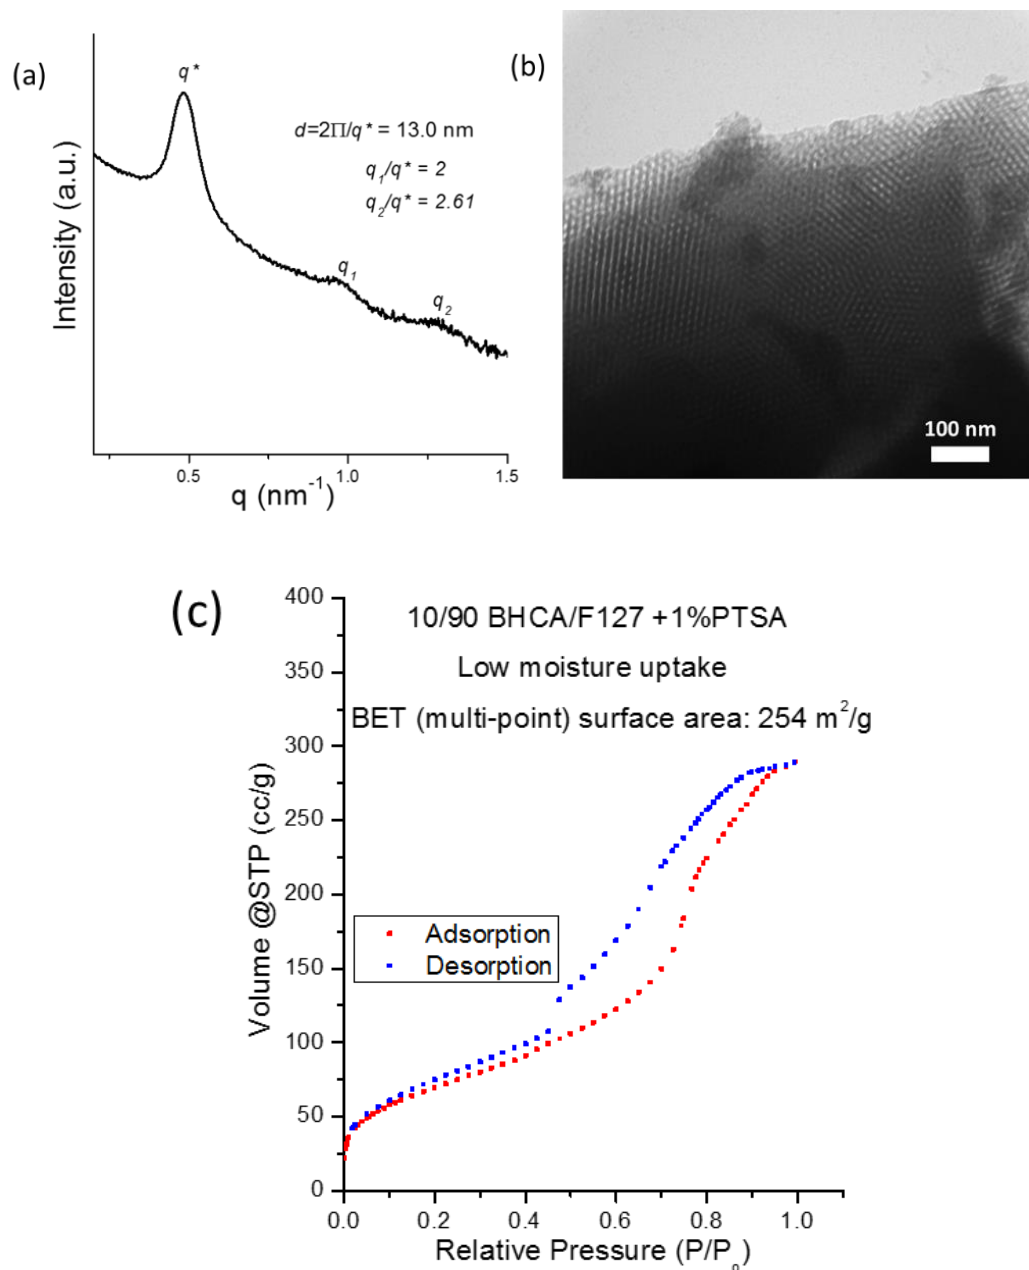 (a)
q*
d=2Π/q* = 13.0 nm
q₁/q* = 2
q₂/q* = 2.61
q₁
q₂
Intensity (a.u.)
0.5
1.0
1.5
q (nm⁻¹)
(b)
100 nm
(c)
10/90 BHCA/F127 +1%PTSA
Low moisture uptake
BET (multi-point) surface area: 254 m²/g
400
350
300
250
200
150
100
50
0
Volume @STP (cc/g)
Adsorption
Desorption
0.0
0.2
0.4
0.6
0.8
1.0
Relative Pressure (P/Pₒ)